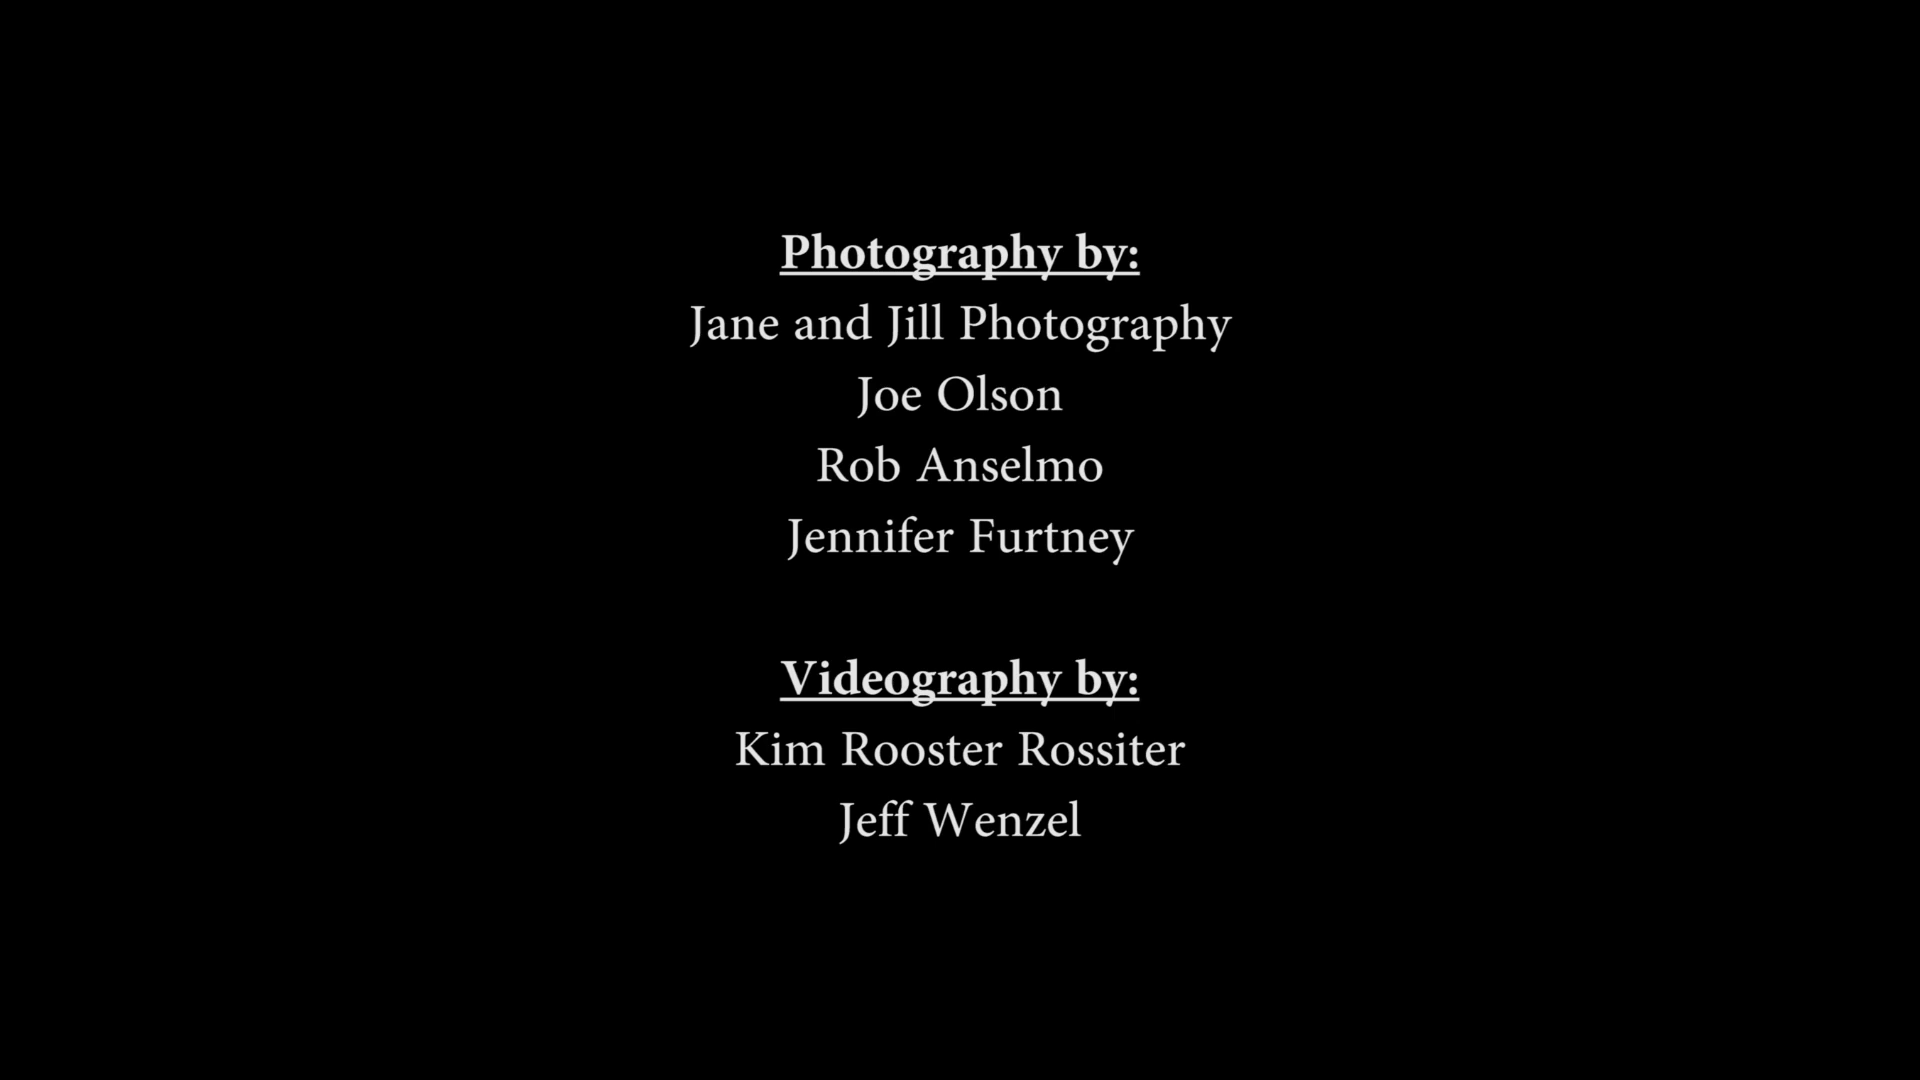 Photography by:
Jane and Jill Photography
Joe Olson
Rob Anselmo
Jennifer Furtney
Videography by:
Kim Rooster Rossiter
Jeff Wenzel